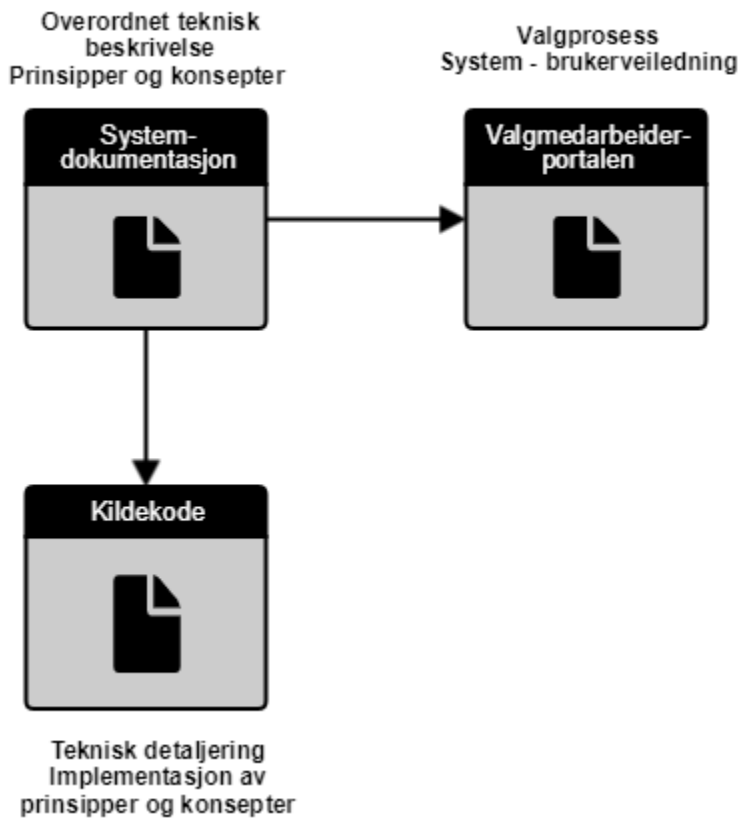 Overordnet teknisk
beskrivelse
Prinsipper og konsepter
Valgprosess
System - brukerveiledning
System-
dokumentasjon
Valgmedarbeider-
portalen
Kildekode
Teknisk detaljering
Implementasjon av
prinsipper og konsepter